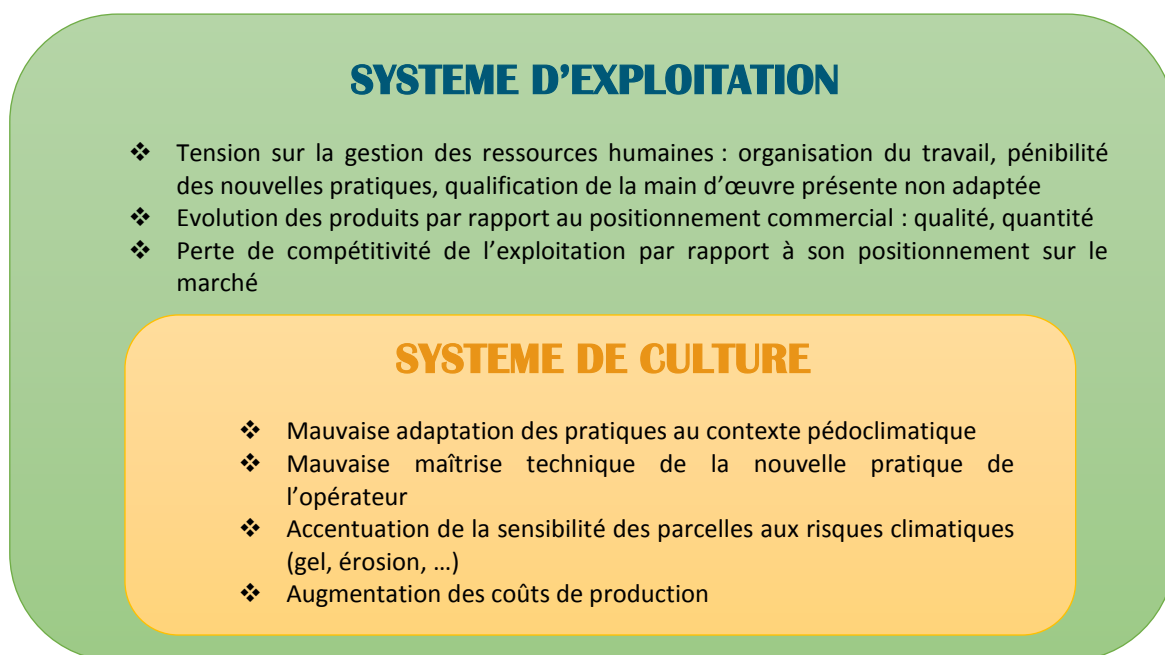 SYSTEME D'EXPLOITATION
❖ Tension sur la gestion des ressources humaines : organisation du travail, pénibilité
des nouvelles pratiques, qualification de la main d'œuvre présente non adaptée
❖ Evolution des produits par rapport au positionnement commercial : qualité, quantité
❖ Perte de compétitivité de l'exploitation par rapport à son positionnement sur le
marché
SYSTEME DE CULTURE
❖ Mauvaise adaptation des pratiques au contexte pédoclimatique
❖ Mauvaise maîtrise technique de la nouvelle pratique de
l'opérateur
❖ Accentuation de la sensibilité des parcelles aux risques climatiques
(gel, érosion, …)
❖ Augmentation des coûts de production